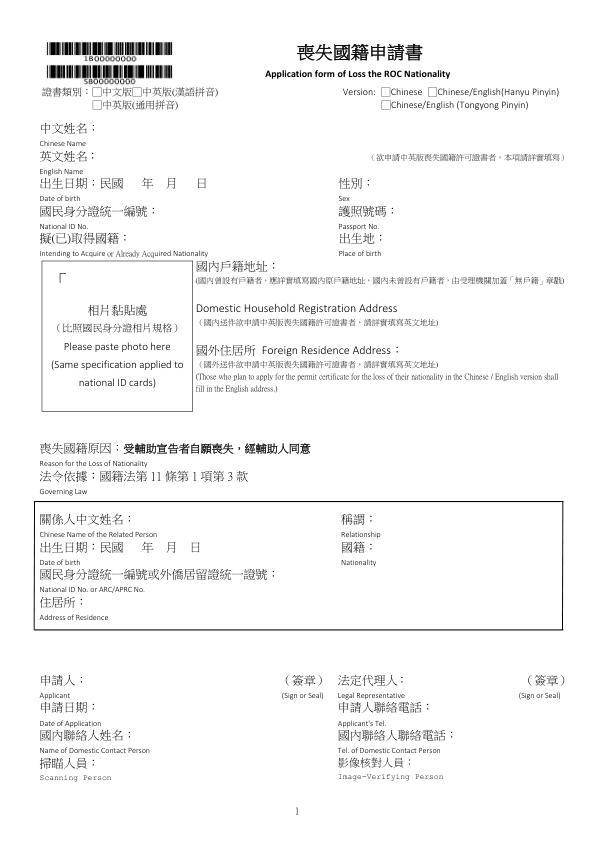 喪失國籍申請書
1B00000000
Application form of Loss the ROC Nationality
5B00000000
證書類別：□中文版□中英版(漢語拼音) Version: □Chinese □Chinese/English(Hanyu Pinyin)
□中英版(通用拼音) □Chinese/English (Tongyong Pinyin)
中文姓名：
Chinese Name
英文姓名： （欲申請中英版喪失國籍許可證書者，本項請詳實填寫）
English Name
出生日期：民國 年 月 日 性別：
Date of birth Sex
國民身分證統一編號： 護照號碼：
National ID No. Passport No.
擬(已)取得國籍： 出生地：
Intending to Acquire or Already Acquired Nationality Place of birth
國內戶籍地址：
(國內曾設有戶籍者，應詳實填寫國內原戶籍地址，國內未曾設有戶籍者，由受理機關加蓋「無戶籍」章戳)
相片黏貼處
（比照國民身分證相片規格）
Please paste photo here
(Same specification applied to
national ID cards)
Domestic Household Registration Address
（國內送件欲申請中英版喪失國籍許可證書者，請詳實填寫英文地址）
國外住居所 Foreign Residence Address：
（國外送件欲申請中英版喪失國籍許可證書者，請詳實填寫英文地址）
(Those who plan to apply for the permit certificate for the loss of their nationality in the Chinese / English version shall
fill in the English address.)
喪失國籍原因：受輔助宣告者自願喪失，經輔助人同意
Reason for the Loss of Nationality
法令依據：國籍法第 11 條第 1 項第 3 款
Governing Law
關係人中文姓名： 稱謂：
Chinese Name of the Related Person Relationship
出生日期：民國 年 月 日 國籍：
Date of birth Nationality
國民身分證統一編號或外僑居留證統一證號：
National ID No. or ARC/APRC No.
住居所：
Address of Residence
申請人： （簽章） 法定代理人： （簽章）
Applicant (Sign or Seal) Legal Representative (Sign or Seal)
申請日期： 申請人聯絡電話：
Date of Application Applicant's Tel.
國內聯絡人姓名： 國內聯絡人聯絡電話：
Name of Domestic Contact Person Tel. of Domestic Contact Person
掃瞄人員： 影像核對人員：
Scanning Person Image-Verifying Person
1